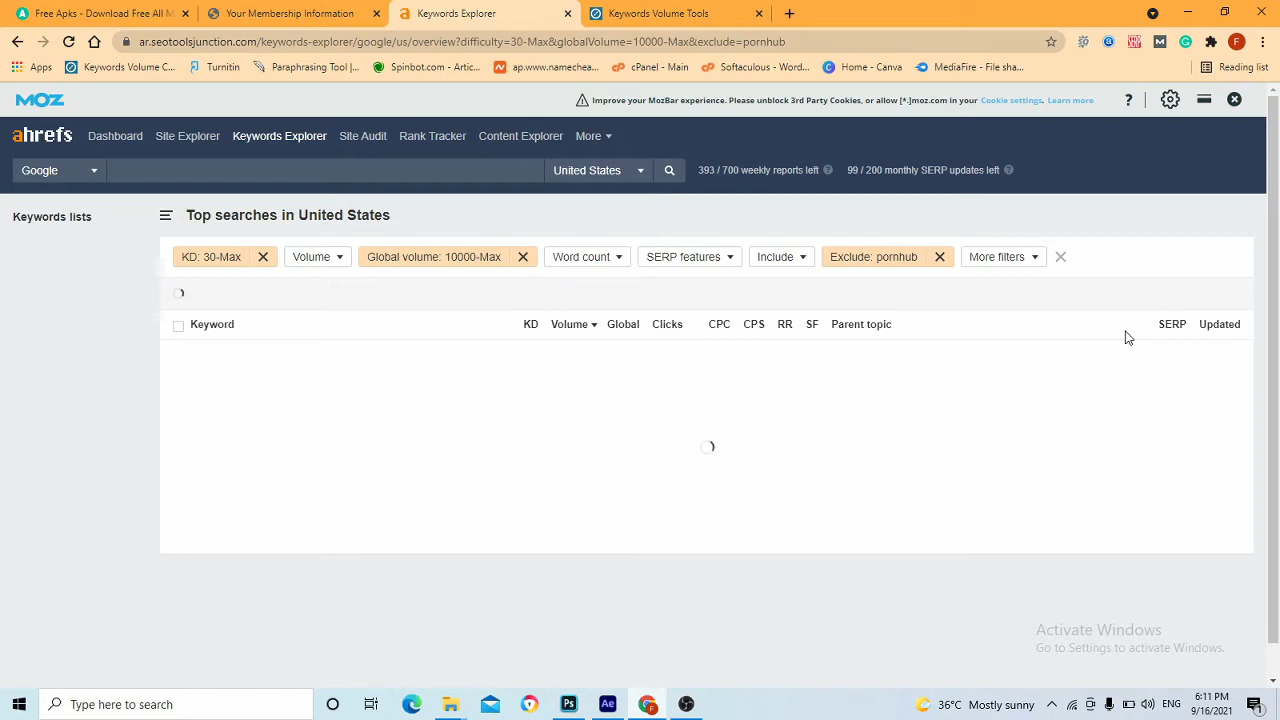 Free Apks - Download Free All M
Your Membership Information
Keywords Explorer
Keywords Volume Tools
ar.seotoolsjunction.com/keywords-explorer/google/us/overview?difficulty=30-Max&globalVolume=10000-Max&exclude=pornhub
Apps
Keywords Volume C...
Turnitin
Paraphrasing Tool |...
Spinbot.com - Artic...
ap.www.namechea...
cPanel - Main
Softaculous - Word...
Home - Canva
MediaFire - File sha...
Reading list
MOZ
Improve your MozBar experience. Please unblock 3rd Party Cookies, or allow [*.]moz.com in your Cookie settings. Learn more
ahrefs Dashboard Site Explorer Keywords Explorer Site Audit Rank Tracker Content Explorer More
Google
United States
393 / 700 weekly reports left
99 / 200 monthly SERP updates left
Keywords lists
Top searches in United States
KD: 30-Max
Volume
Global volume: 10000-Max
Word count
SERP features
Include
Exclude: pornhub
More filters
Keyword KD Volume Global Clicks CPC CPS RR SF Parent topic SERP Updated
Activate Windows
Go to Settings to activate Windows.
Type here to search
36°C Mostly sunny
ENG
6:11 PM
9/16/2021